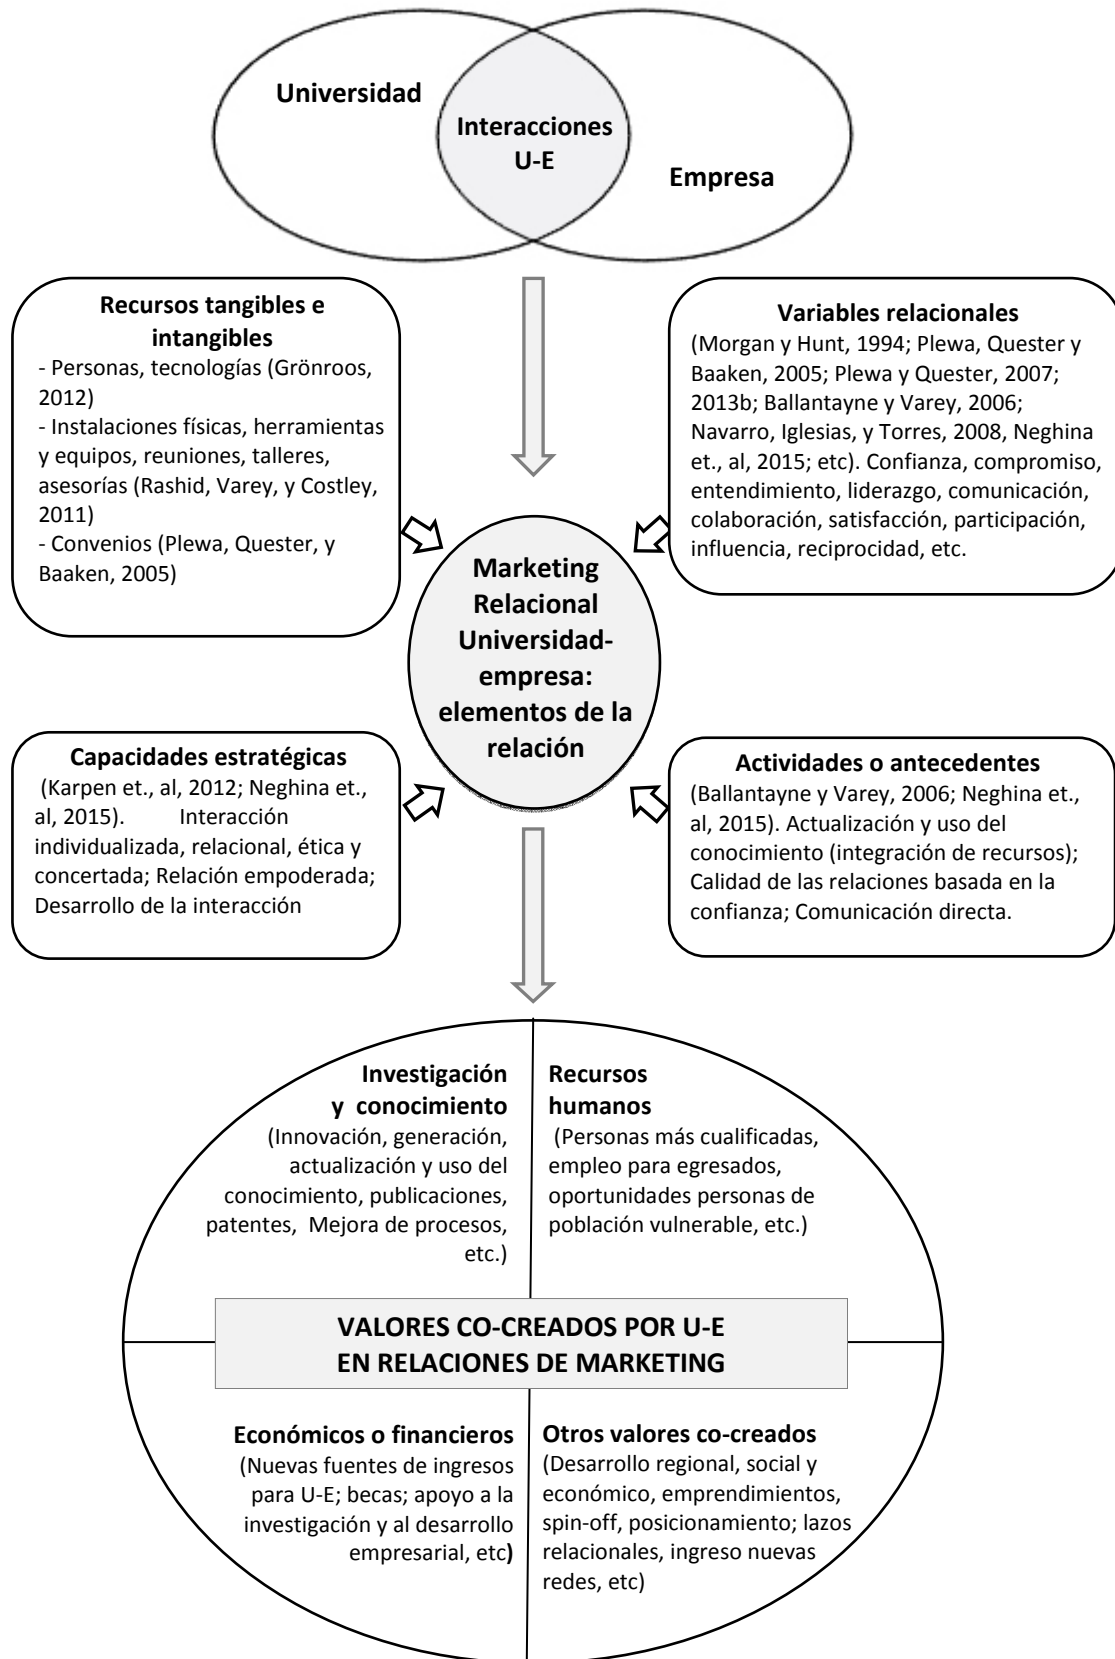 Universidad
Interacciones
U-E
Empresa
Recursos tangibles e
intangibles
- Personas, tecnologías (Grönroos,
2012)
- Instalaciones físicas, herramientas
y equipos, reuniones, talleres,
asesorías (Rashid, Varey, y Costley,
2011)
- Convenios (Plewa, Quester, y
Baaken, 2005)
Variables relacionales
(Morgan y Hunt, 1994; Plewa, Quester y
Baaken, 2005; Plewa y Quester, 2007;
2013b; Ballantayne y Varey, 2006;
Navarro, Iglesias, y Torres, 2008, Neghina
et., al, 2015; etc). Confianza, compromiso,
entendimiento, liderazgo, comunicación,
colaboración, satisfacción, participación,
influencia, reciprocidad, etc.
Marketing
Relacional
Universidad-
empresa:
elementos de la
relación
Capacidades estratégicas
(Karpen et., al, 2012; Neghina et.,
al, 2015). Interacción
individualizada, relacional, ética y
concertada; Relación empoderada;
Desarrollo de la interacción
Actividades o antecedentes
(Ballantayne y Varey, 2006; Neghina et.,
al, 2015). Actualización y uso del
conocimiento (integración de recursos);
Calidad de las relaciones basada en la
confianza; Comunicación directa.
Investigación
y conocimiento
(Innovación, generación,
actualización y uso del
conocimiento, publicaciones,
patentes, Mejora de procesos,
etc.)
Recursos
humanos
(Personas más cualificadas,
empleo para egresados,
oportunidades personas de
población vulnerable, etc.)
VALORES CO-CREADOS POR U-E
EN RELACIONES DE MARKETING
Económicos o financieros
(Nuevas fuentes de ingresos
para U-E; becas; apoyo a la
investigación y al desarrollo
empresarial, etc)
Otros valores co-creados
(Desarrollo regional, social y
económico, emprendimientos,
spin-off, posicionamiento; lazos
relacionales, ingreso nuevas
redes, etc)